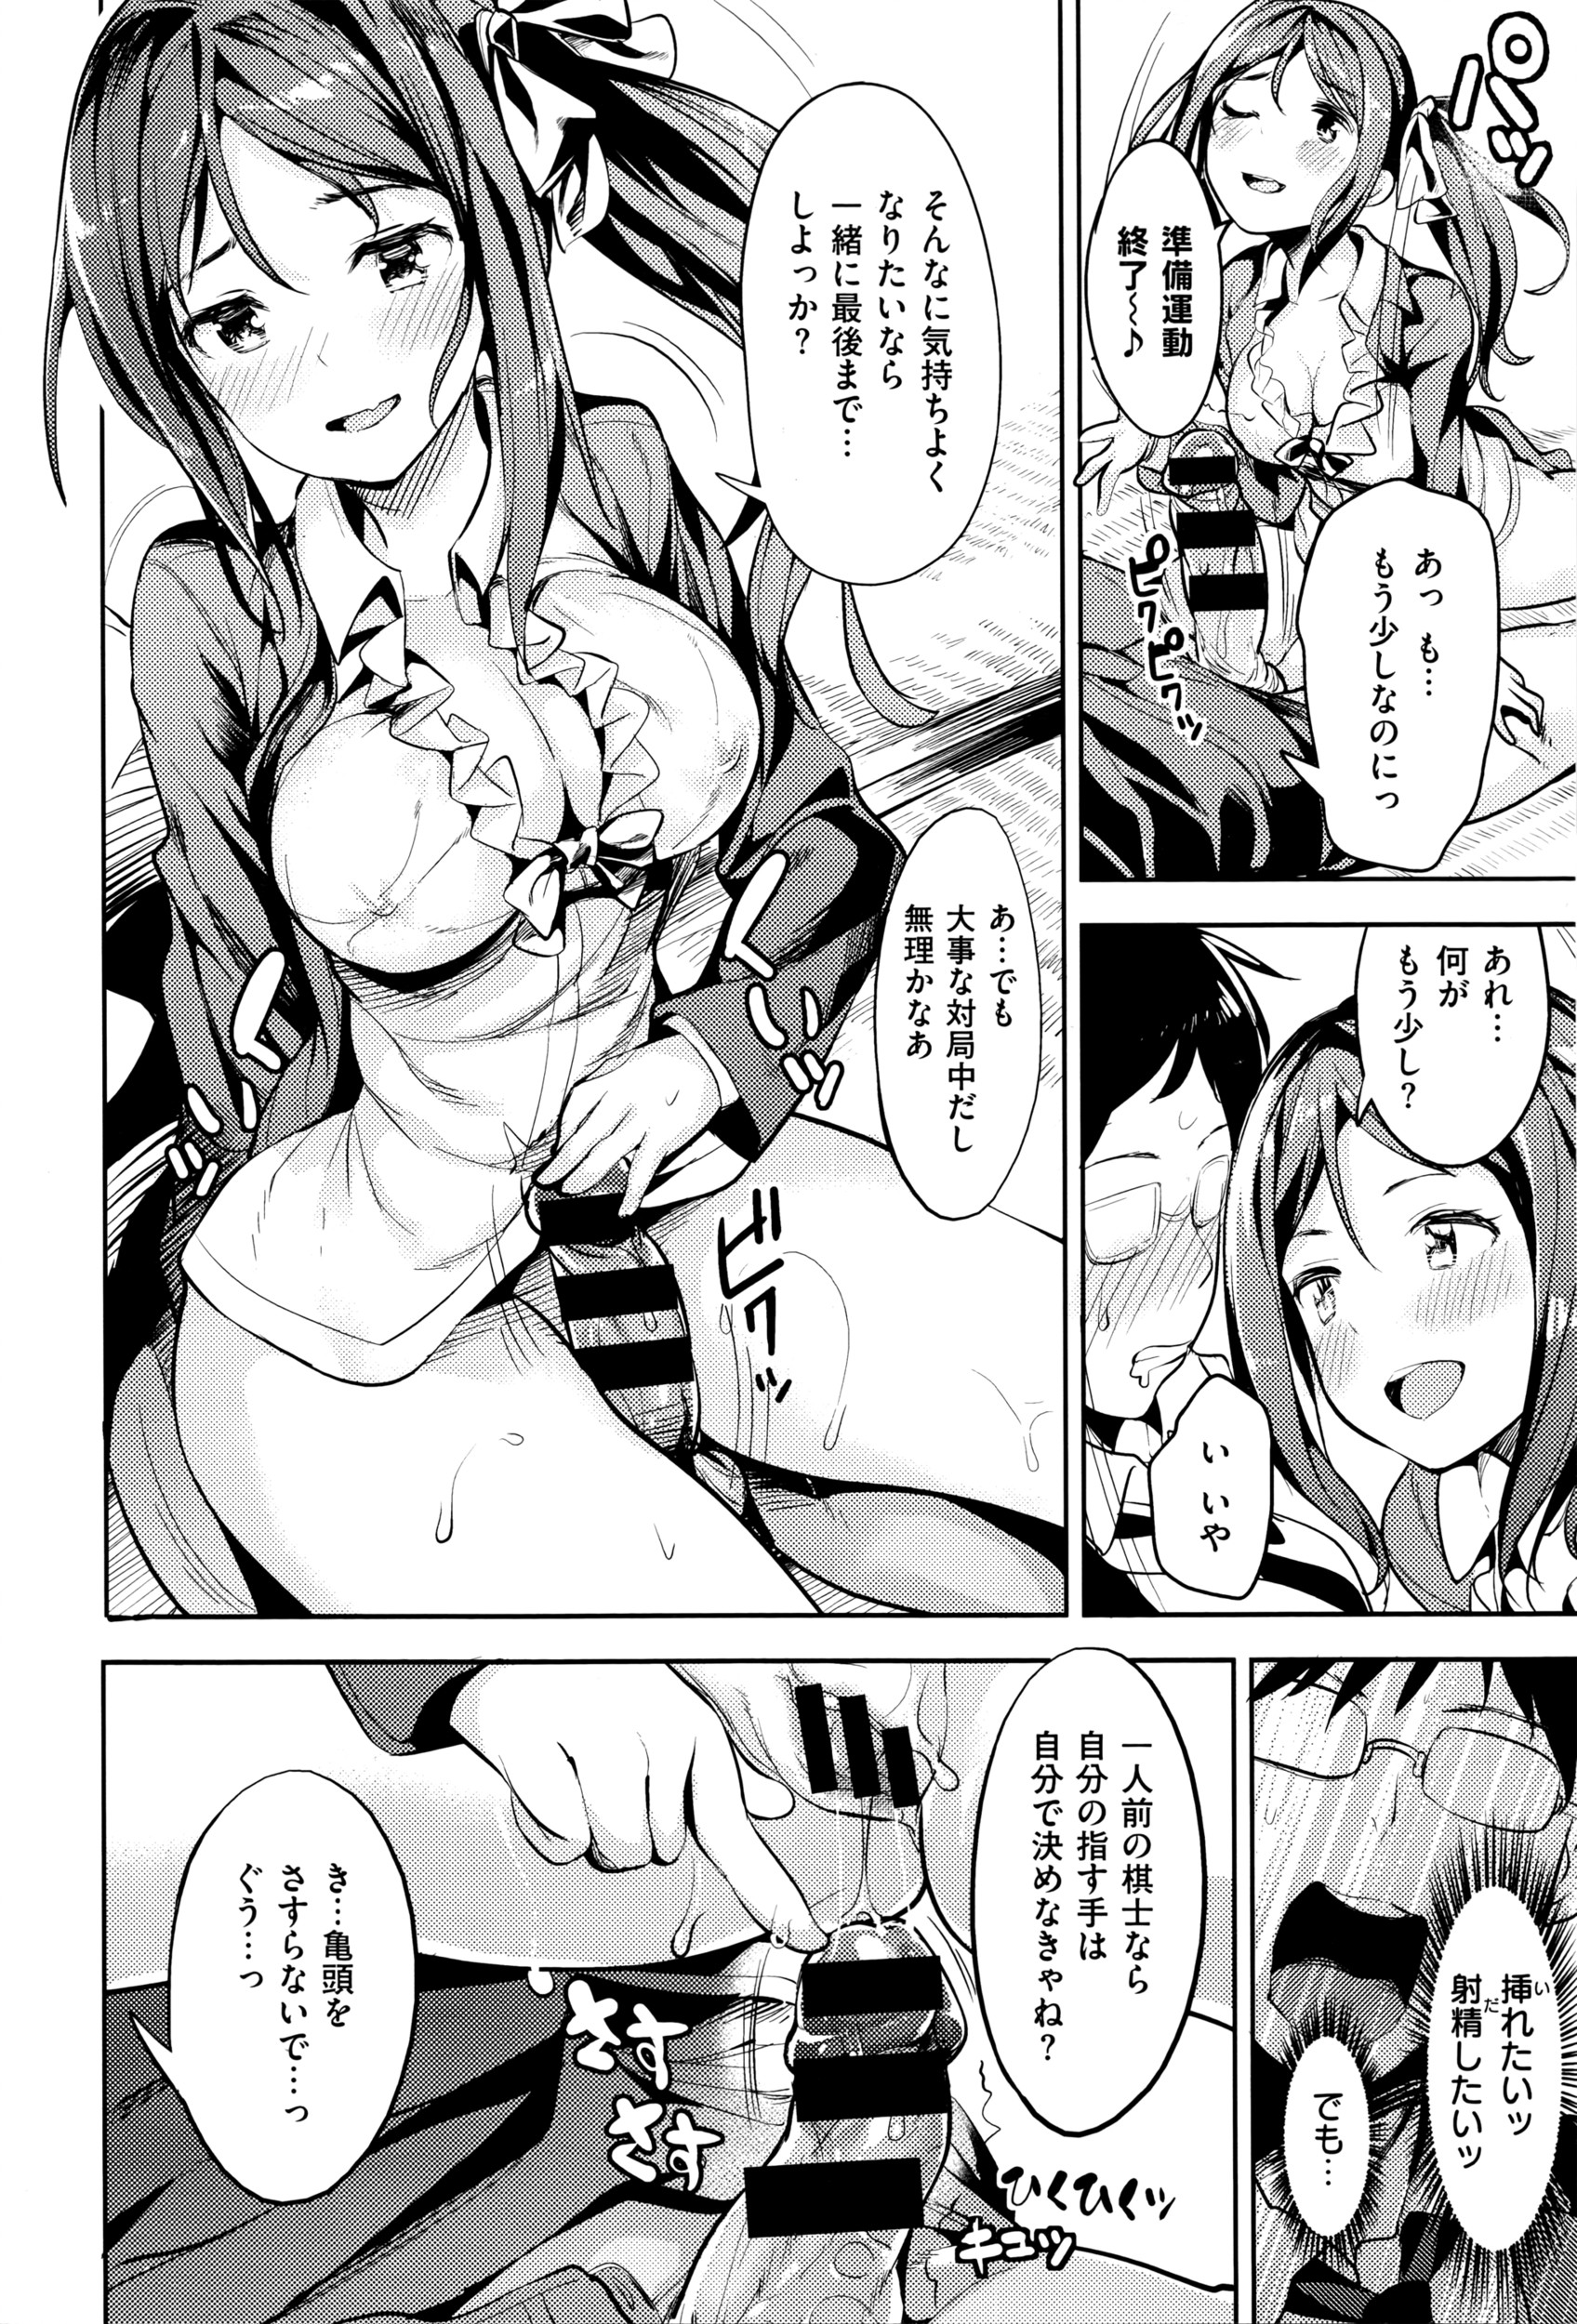 パッ
準備運動
終了～♪
あっ も…
もう少しなのにっ
ピクピクッ
あれ…
何が
もう少し？
い いや
そんなに気持ちよく
なりたいなら
一緒に最後まで…
しよっか？
あ…でも
大事な対局中だし
無理かなあ
ビクッ
挿れたいッ
い
射精したいッ
だ
でも…
一人前の棋士なら
自分の指す手は
自分で決めなきゃね？
き…亀頭を
さすらないで…っ
ぐぅ…っ
さす
さす
さす
さす
ひくひくッ
キュッ